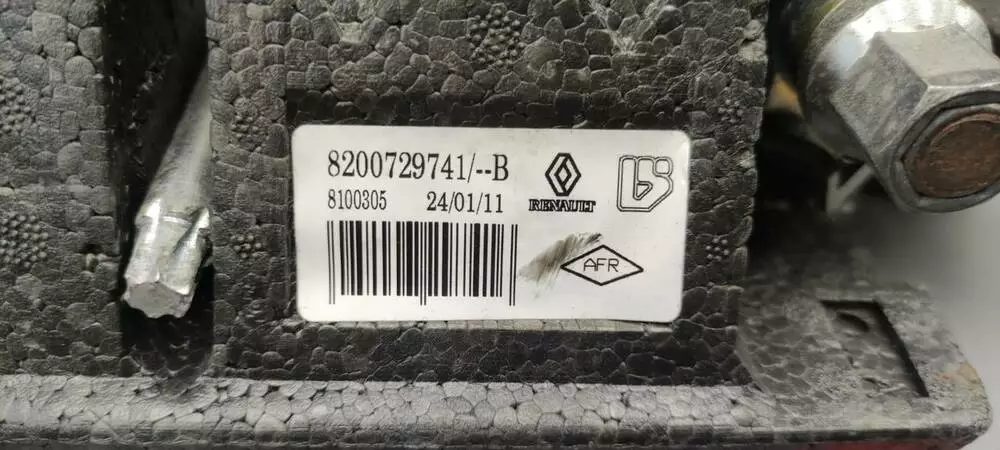 8200729741/--B
8100305 24/01/11
RENAULT
AFR